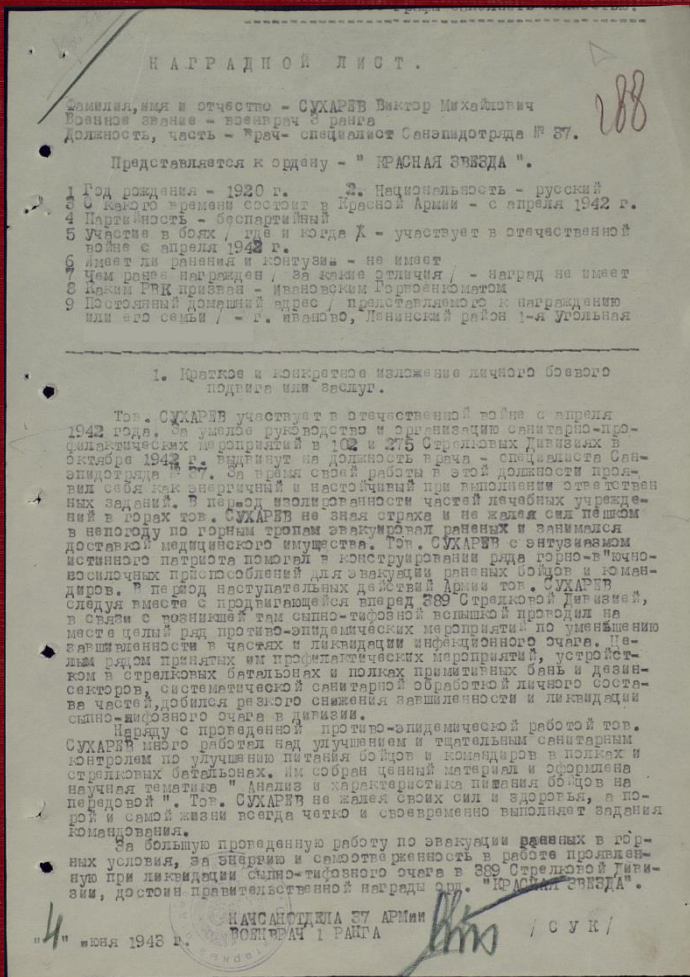 НАГРАДНОЙ ЛИСТ.
188
Фамилия,имя и отчество - СУХАРЕВ Виктор Михайлович
Военное звание - военврач 3 ранга
Должность, часть - Врач- специалист Санэпидотряда № 37.
Представляется к ордену - " КРАСНАЯ ЗВЕЗДА ".
1 Год рождения - 1920 г. 2. Национальность - русский
3 С какого времени состоит в Красной Армии - с апреля 1942 г.
4 Партийность - беспартийный
5 Участие в боях / где и когда / - участвует в отечественной
войне с апреля 1942 г.
6 Имеет ли ранения и контузии - не имеет
7 Чем ранее награжден / за какие отличия / - наград не имеет
8 Каким РВК призван - Ивановским Горвоенкоматом
9 Постоянный домашний адрес / представляемого к награждению
или его семьи / - г. Иваново, Ленинский район 1-я Угольная
1. Краткое и конкретное изложение личного боевого
подвига или заслуг.
Тов. СУХАРЕВ участвует в отечественной война с апреля
1942 года. За умелое руководство и организацию санитарно-про-
филактических мероприятий в 102 и 275 Стрелковых Дивизиях в
октябре 1942 г. выдвинут на должность врача - специалиста Сан-
эпидотряда № 37. За время своей работы в этой должности проя-
вил себя как энергичный и настойчивый при выполнении ответствен
ных заданий. В период изолированности частей лечебных учрежде-
ний в горах тов. СУХАРЕВ не зная страха и не жалея сил пешком
в непогоду по горным тропам эвакуировал раненых и занимался
доставкой медицинского имущества. Тов. СУХАРЕВ с энтузиазмом
истинного патриота помогал в конструировании ряда горно-в"ючно-
носилочных приспособлений для эвакуации раненых бойцов и коман-
диров. В период наступательных действий Армии тов. СУХАРЕВ
следуя вместе с продвигающейся вперед 389 Стрелковой Дивизией,
в связи с возникшей там сыпно-тифозной вспышкой проводил на
месте целый ряд противо-эпидемических мероприятий по уменьшению
завшивленности в частях и ликвидации инфекционного очага. Це-
лым рядом принятых им профилактических мероприятий, устройст-
ком в стрелковых батальонах и полках примитивных бань и дезин-
секторов, систематической санитарной обработкой личного соста-
ва частей,добился резкого снижения завшиленности и ликвидации
сыпно-тифозного очага в дивизии.
Наряду с проведенной противо-эпидемической работой тов.
СУХАРЕВ много работал над улучшением и тщательным санитарным
контролем по улучшению питания бойцов и командиров в полках и
стрелковых батальонах. Им собран ценный материал и оформлена
научная тематика " Анализ и характеристика питания бойцов на
передовой ". Тов. СУХАРЕВ не жалея своих сил и здоровья, а по-
рой и самой жизни всегда четко и своевременно выполняет задания
командования.
За большую проведенную работу по эвакуации раненых в гор-
ных условия, за энергию и самоотверженность в работе проявлен-
ную при ликвидации сыпно-тифозного очага в 389 Стрелковой Диви-
зии, достоин правительственной награды орд. "КРАСНАЯ ЗВЕЗДА".
НАЧСАНОТДЕЛА 37 АРМии
ВОЕНВРАЧ 1 РАНГА / СУК /
"4" июня 1943 г.